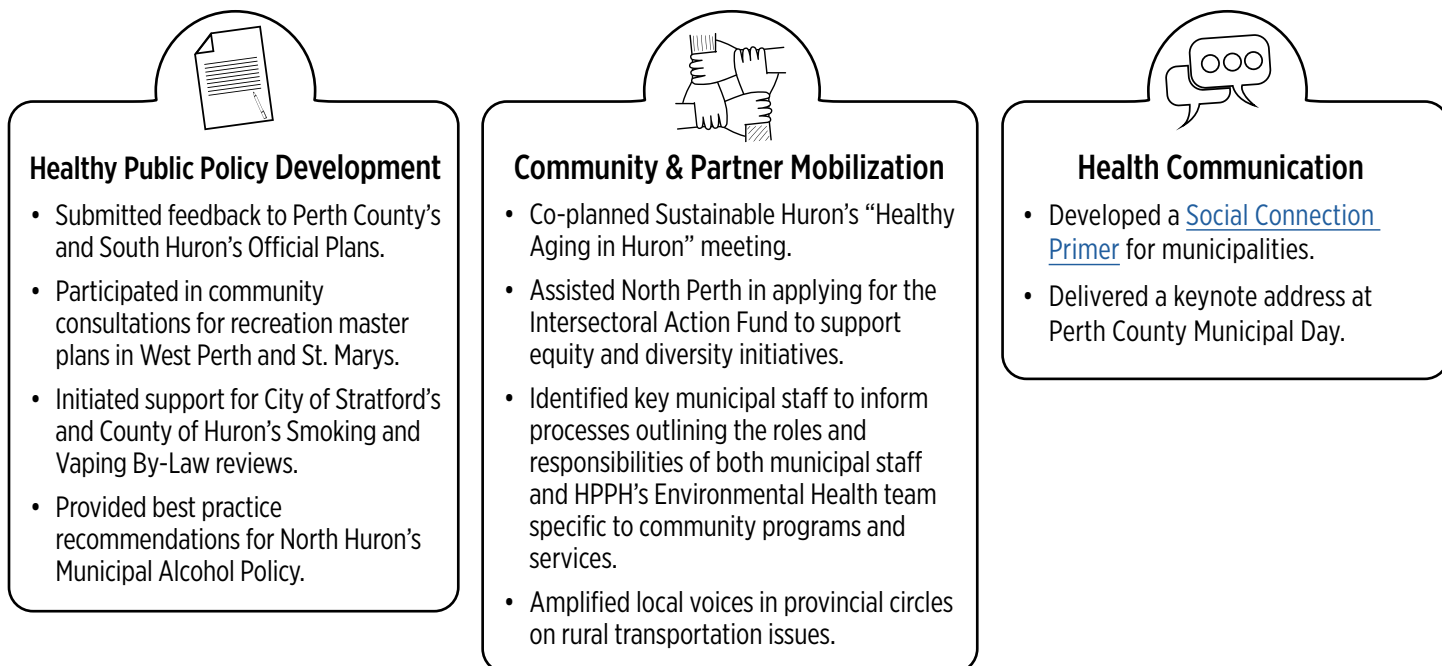 Healthy Public Policy Development
• Submitted feedback to Perth County's
and South Huron's Official Plans.
• Participated in community
consultations for recreation master
plans in West Perth and St. Marys.
• Initiated support for City of Stratford's
and County of Huron's Smoking and
Vaping By-Law reviews.
• Provided best practice
recommendations for North Huron's
Municipal Alcohol Policy.
Community & Partner Mobilization
• Co-planned Sustainable Huron's “Healthy
Aging in Huron” meeting.
• Assisted North Perth in applying for the
Intersectoral Action Fund to support
equity and diversity initiatives.
• Identified key municipal staff to inform
processes outlining the roles and
responsibilities of both municipal staff
and HPPH's Environmental Health team
specific to community programs and
services.
• Amplified local voices in provincial circles
on rural transportation issues.
Health Communication
• Developed a Social Connection
Primer for municipalities.
• Delivered a keynote address at
Perth County Municipal Day.